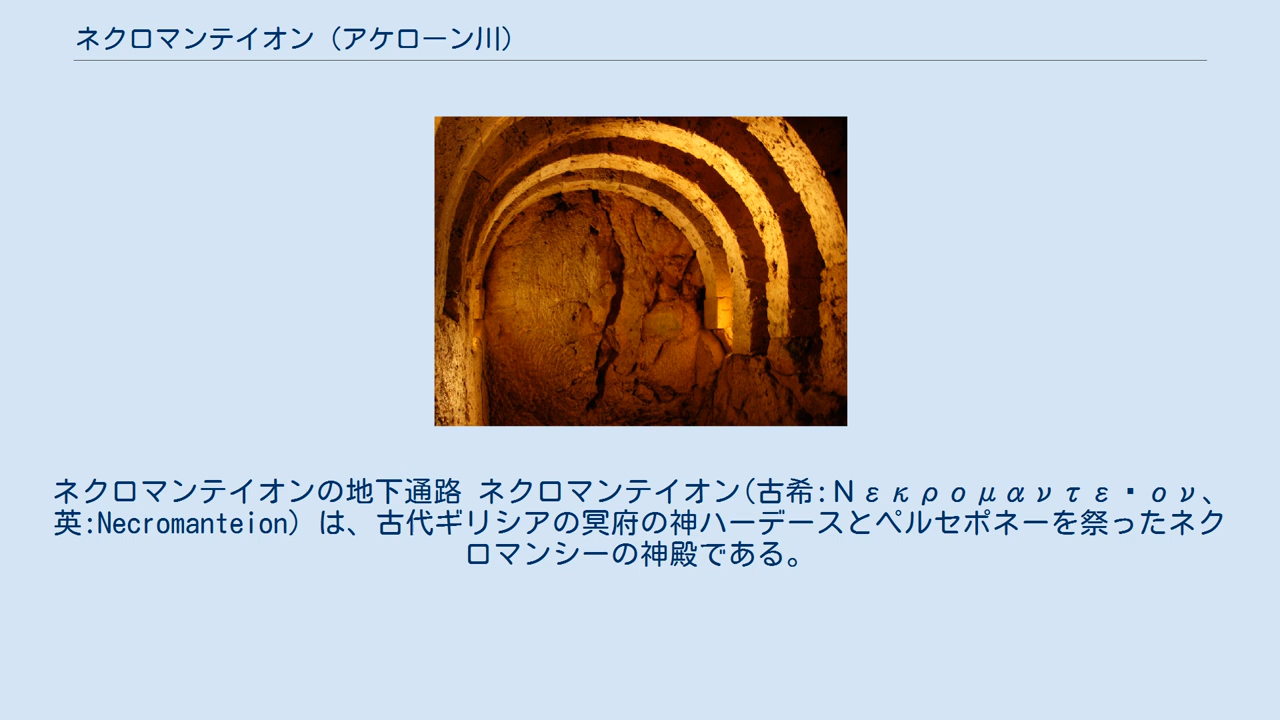 ネクロマンテイオン（アケローン川）
ネクロマンテイオンの地下通路 ネクロマンテイオン(古希:Νεκρομαντε▪ον、
英:Necromanteion) は、古代ギリシアの冥府の神ハーデースとペルセポネーを祭ったネク
ロマンシーの神殿である。